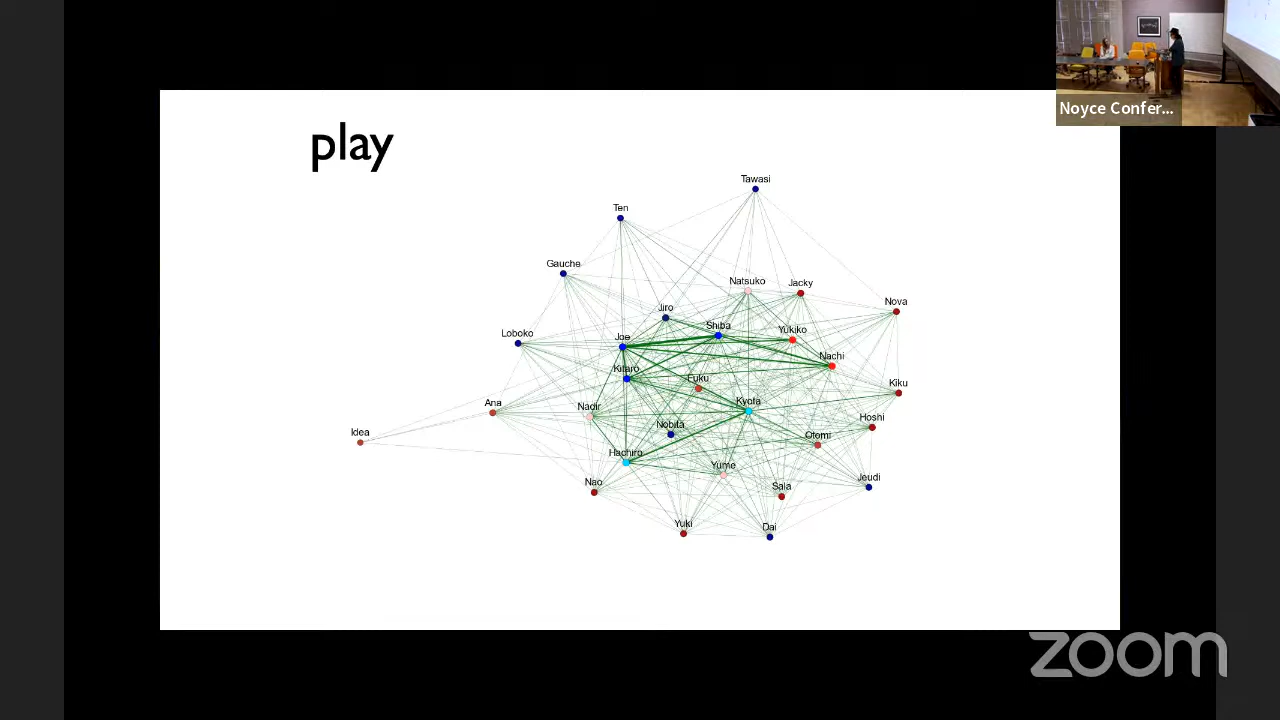 Noyce Confer...
play
Tawasi
Ten
Gauche
Natsuko
Jacky
Nova
Jiro
Shiba
Yukiko
Loboko
Joe
Nachi
Kitaro
Fuku
Kiku
Ana
Nadir
Kyota
Hoshi
Idea
Nobita
Otomi
Hachiro
Yume
Jeudi
Nao
Sala
Yuki
Dai
zoom